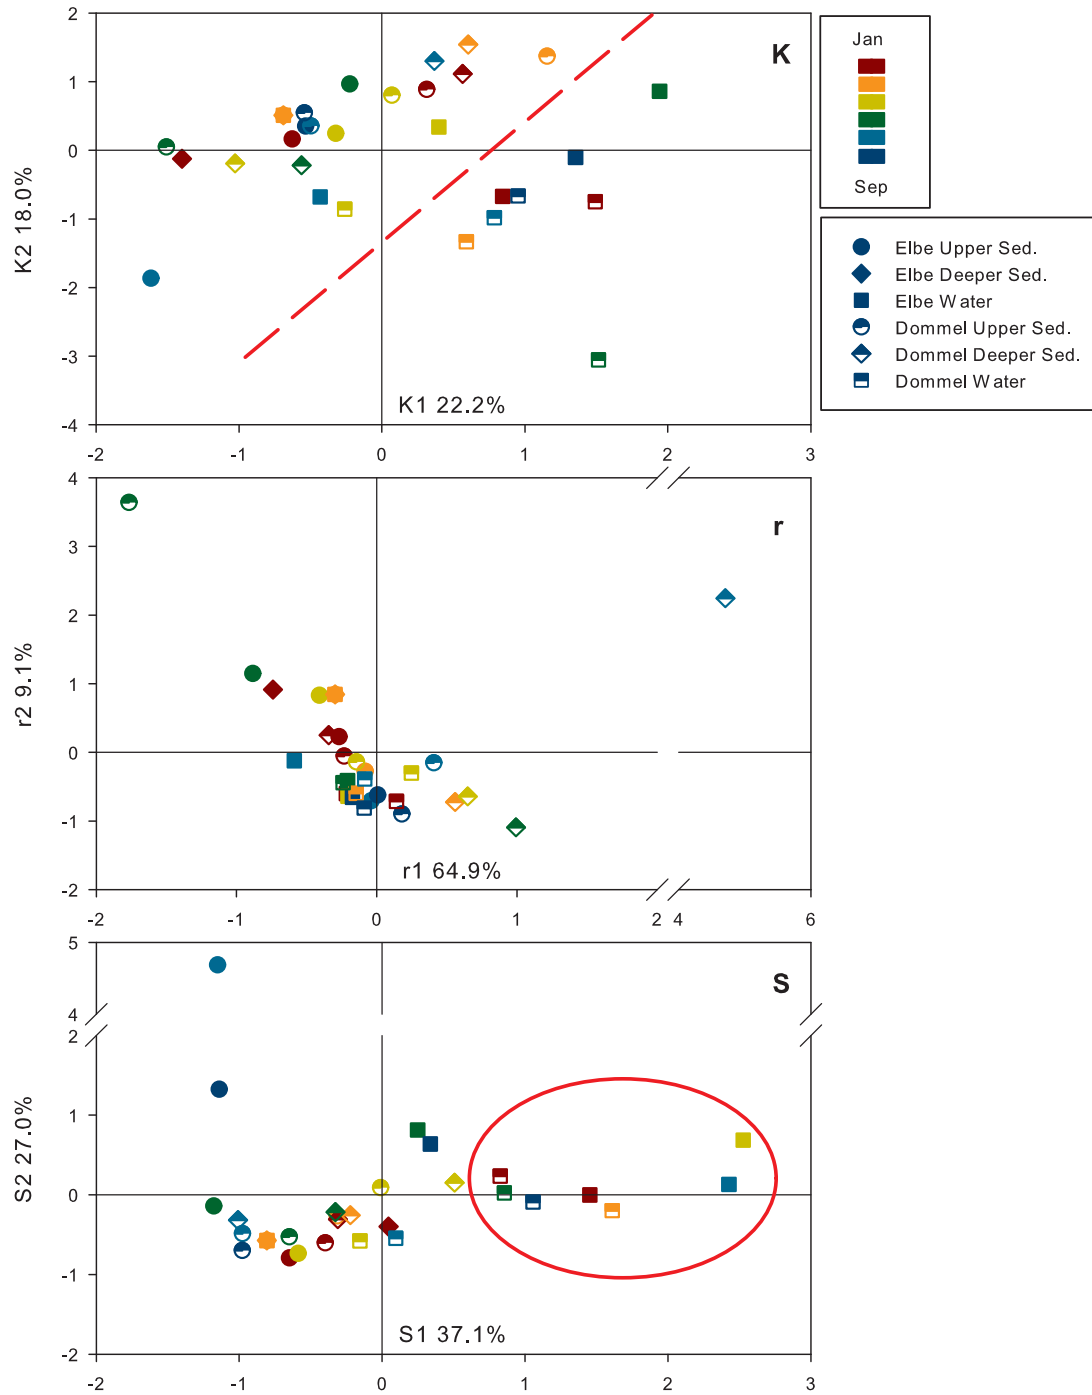 2
1
0
-1
-2
-3
-4
K2 18.0%
K
K1 22.2%
-2 -1 0 1 2 3
Jan
Sep
Elbe Upper Sed.
Elbe Deeper Sed.
Elbe Water
Dommel Upper Sed.
Dommel Deeper Sed.
Dommel Water
4
3
2
1
0
-1
-2
r2 9.1%
r
r1 64.9%
-2 -1 0 1 2 4 6
5
4
2
1
0
-1
-2
S2 27.0%
S
S1 37.1%
-2 -1 0 1 2 3